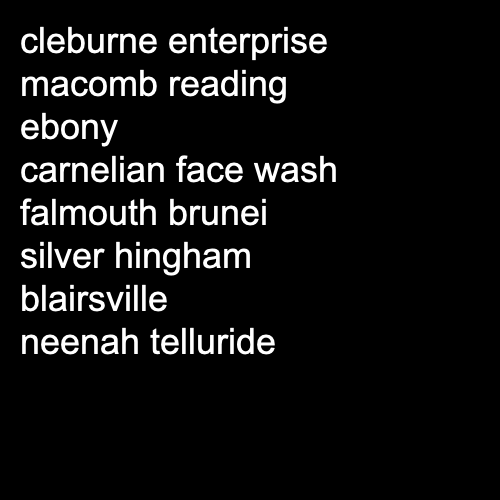 cleburne enterprise
macomb reading
ebony
carnelian face wash
falmouth brunei
silver hingham
blairsville
neenah telluride